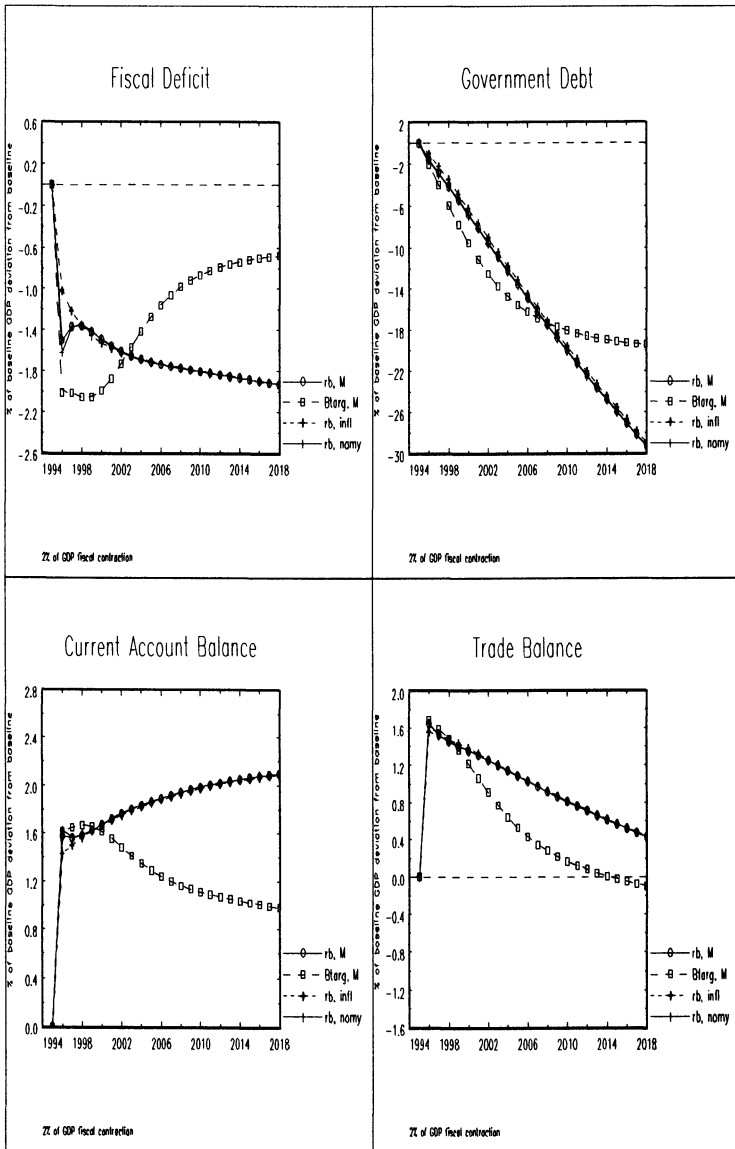 Fiscal Deficit
% of baseline GDP deviation from baseline
0.6
0.2
-0.2
-0.6
-1.0
-1.4
-1.8
-2.2
-2.6
1994 1998 2002 2006 2010 2014 2018
rb, M
Btarg, M
rb, infl
rb, nomy
2% of GDP fiscal contraction
Government Debt
% of baseline GDP deviation from baseline
2
-2
-6
-10
-14
-18
-22
-26
-30
1994 1998 2002 2006 2010 2014 2018
rb, M
Btarg, M
rb, infl
rb, nomy
2% of GDP fiscal contraction
Current Account Balance
% of baseline GDP deviation from baseline
2.8
2.4
2.0
1.6
1.2
0.8
0.4
0.0
1994 1998 2002 2006 2010 2014 2018
rb, M
Btarg, M
rb, infl
rb, nomy
2% of GDP fiscal contraction
Trade Balance
% of baseline GDP deviation from baseline
2.0
1.6
1.2
0.8
0.4
0.0
-0.4
-0.8
-1.2
-1.6
1994 1998 2002 2006 2010 2014 2018
rb, M
Btarg, M
rb, infl
rb, nomy
2% of GDP fiscal contraction